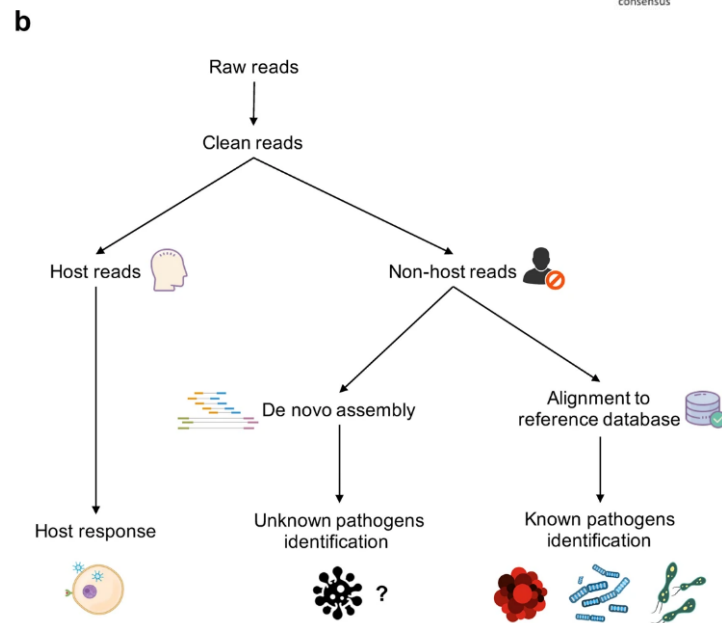 consensus
b
Raw reads
Clean reads
Host reads
Non-host reads
De novo assembly
Alignment to
reference database
Host response
Unknown pathogens
identification
?
Known pathogens
identification